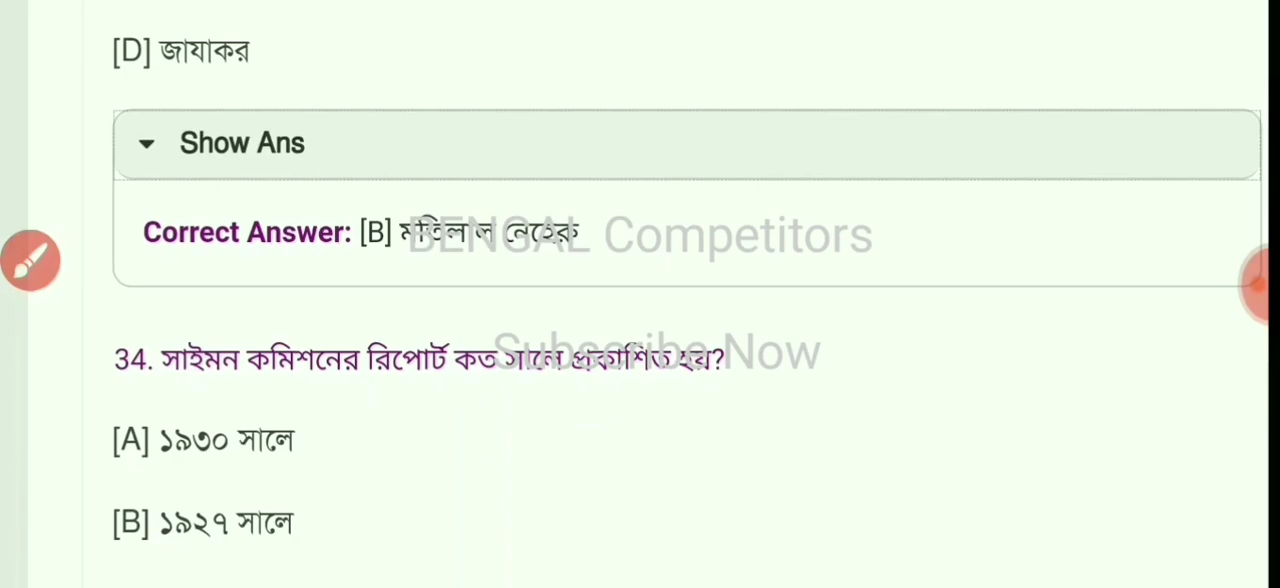 [D] জাযাকর
Show Ans
Correct Answer: [B] মতিলাল নেহেরু
BENGAL Competitors
34. সাইমন কমিশনের রিপোর্ট কত সালে প্রকাশিত হয়?
Subscribe Now
[A] ১৯৩০ সালে
[B] ১৯২৭ সালে